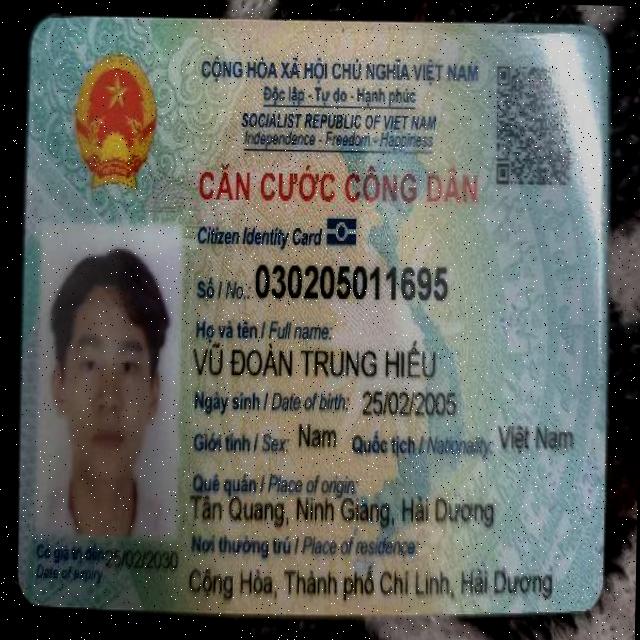 CỘNG HÒA XÃ HỘI CHỦ NGHĨA VIỆT NAM
Độc lập - Tự do - Hạnh phúc
SOCIALIST REPUBLIC OF VIET NAM
Independence - Freedom - Happiness
CĂN CƯỚC CÔNG DÂN
Citizen Identity Card
Số / No.: 030205011695
Họ và tên / Full name:
VŨ ĐOÀN TRUNG HIẾU
Ngày sinh / Date of birth: 25/02/2005
Giới tính / Sex: Nam Quốc tịch / Nationality: Việt Nam
Quê quán / Place of origin:
Tân Quang, Ninh Giang, Hải Dương
Nơi thường trú / Place of residence:
Cộng Hòa, Thành phố Chí Linh, Hải Dương
Có giá trị đến: 25/02/2030
Date of expiry